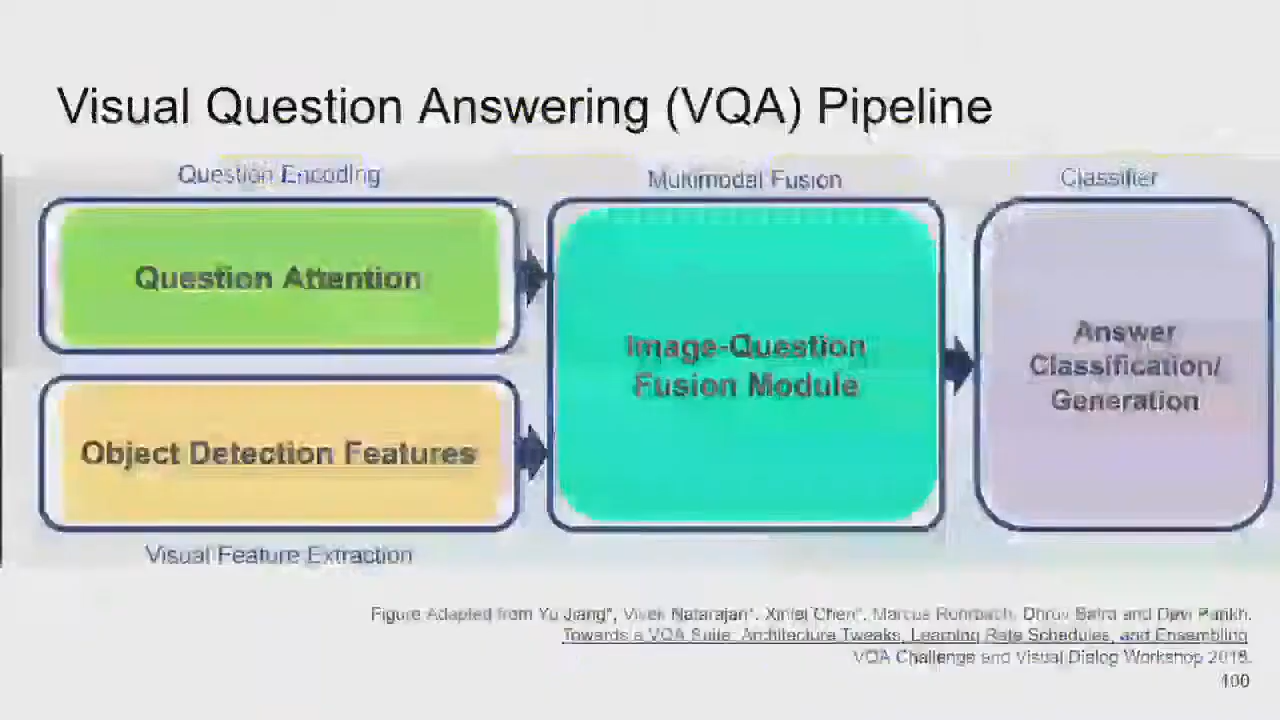 Visual Question Answering (VQA) Pipeline
Question Encoding
Multimodal Fusion
Classifier
Question Attention
Image-Question
Fusion Module
Answer
Classification/
Generation
Object Detection Features
Visual Feature Extraction
Figure Adapted from Yu Jiang*, Vivek Natarajan*, Xinlei Chen*, Marcus Rohrbach, Dhruv Batra and Devi Parikh.
Towards a VQA Suite: Architecture Tweaks, Learning Rate Schedules, and Ensembling
VQA Challenge and Visual Dialog Workshop 2018.
100